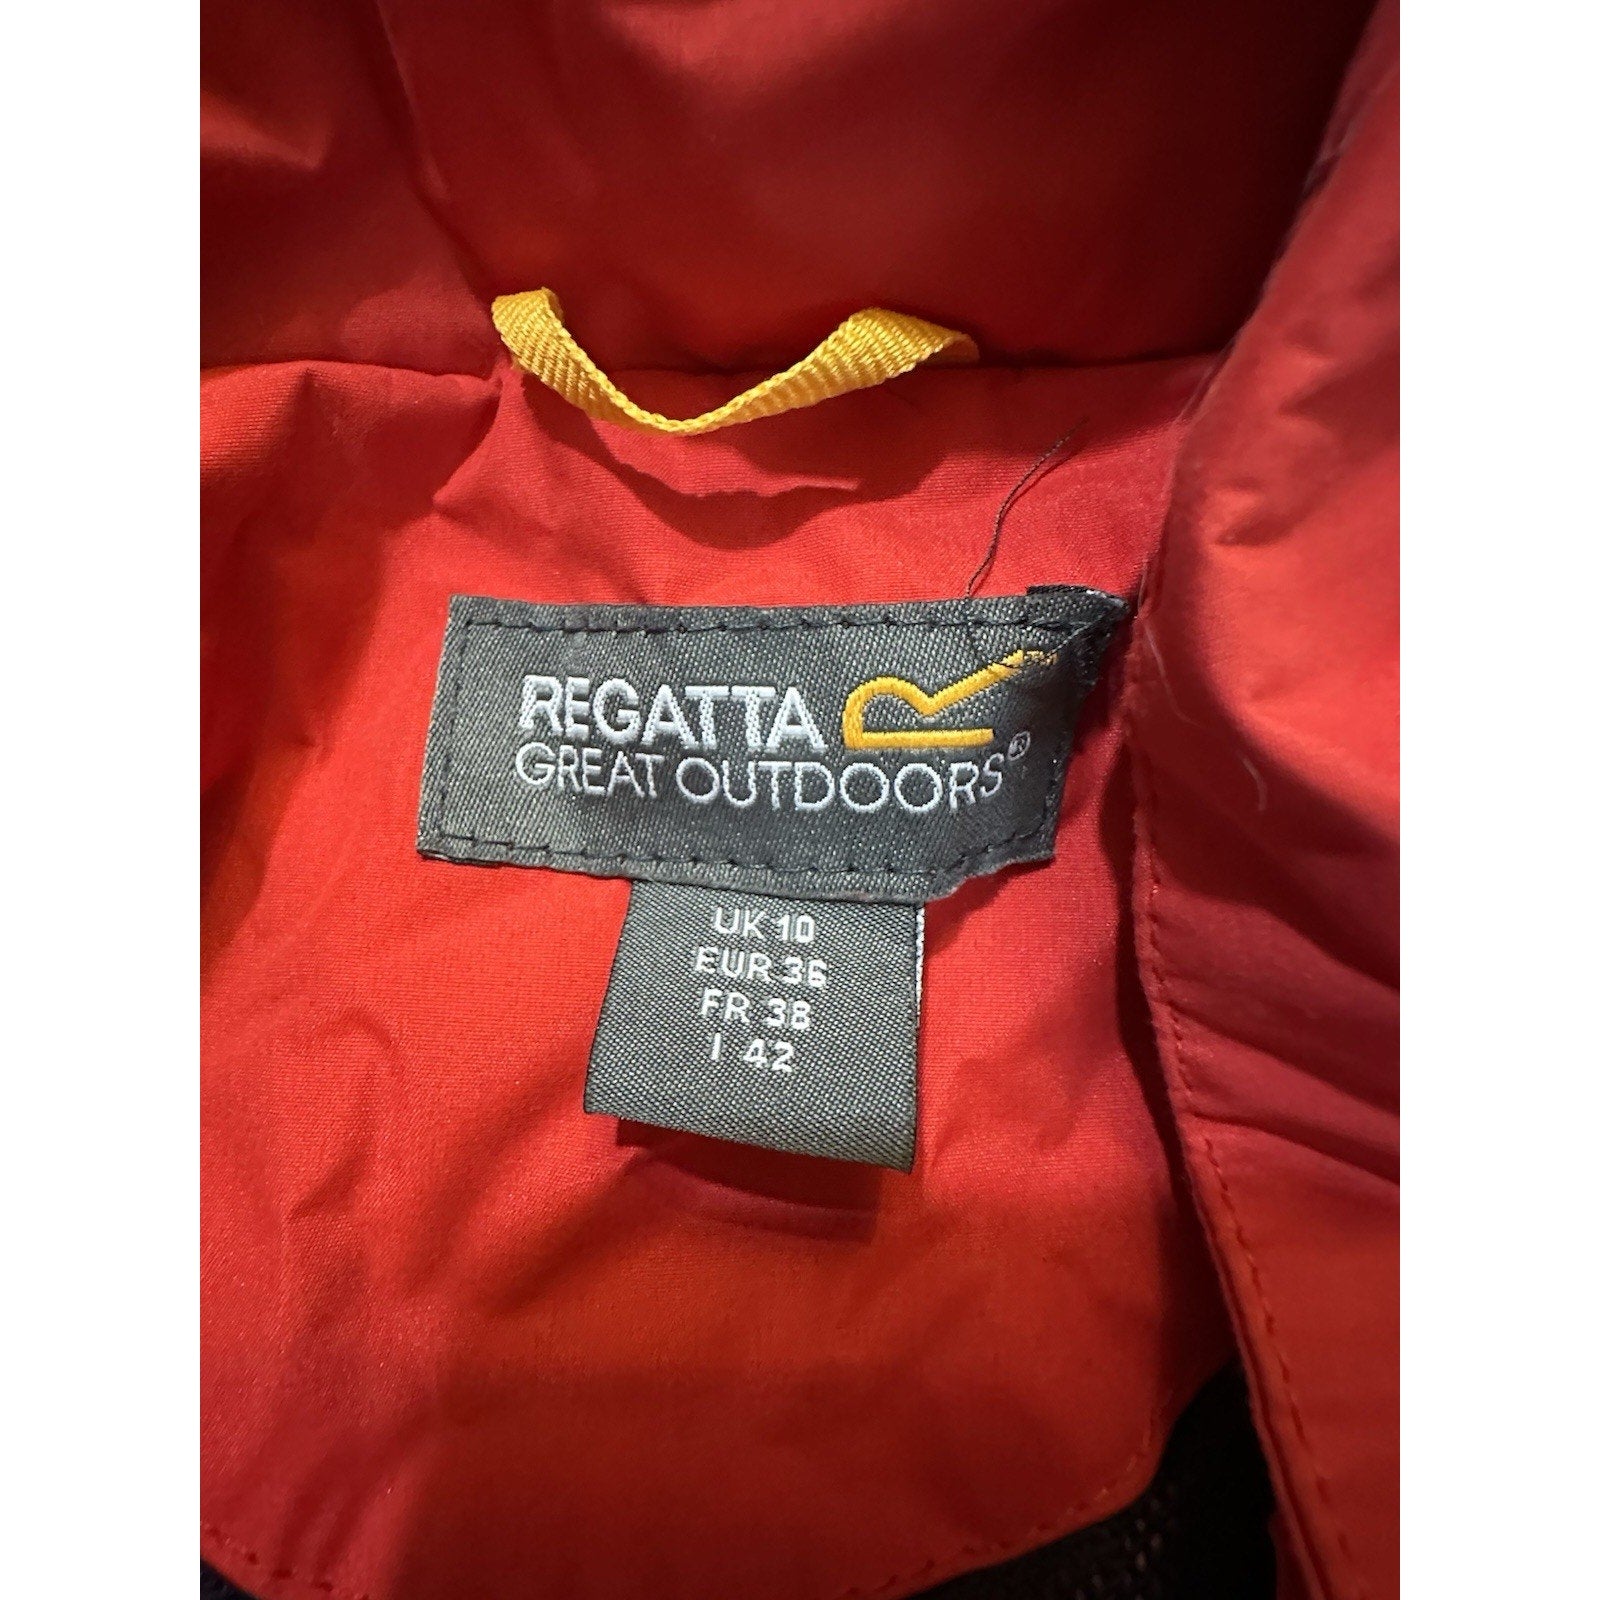 REGATTA
GREAT OUTDOORS®
UK 10
EUR 36
FR 38
I 42